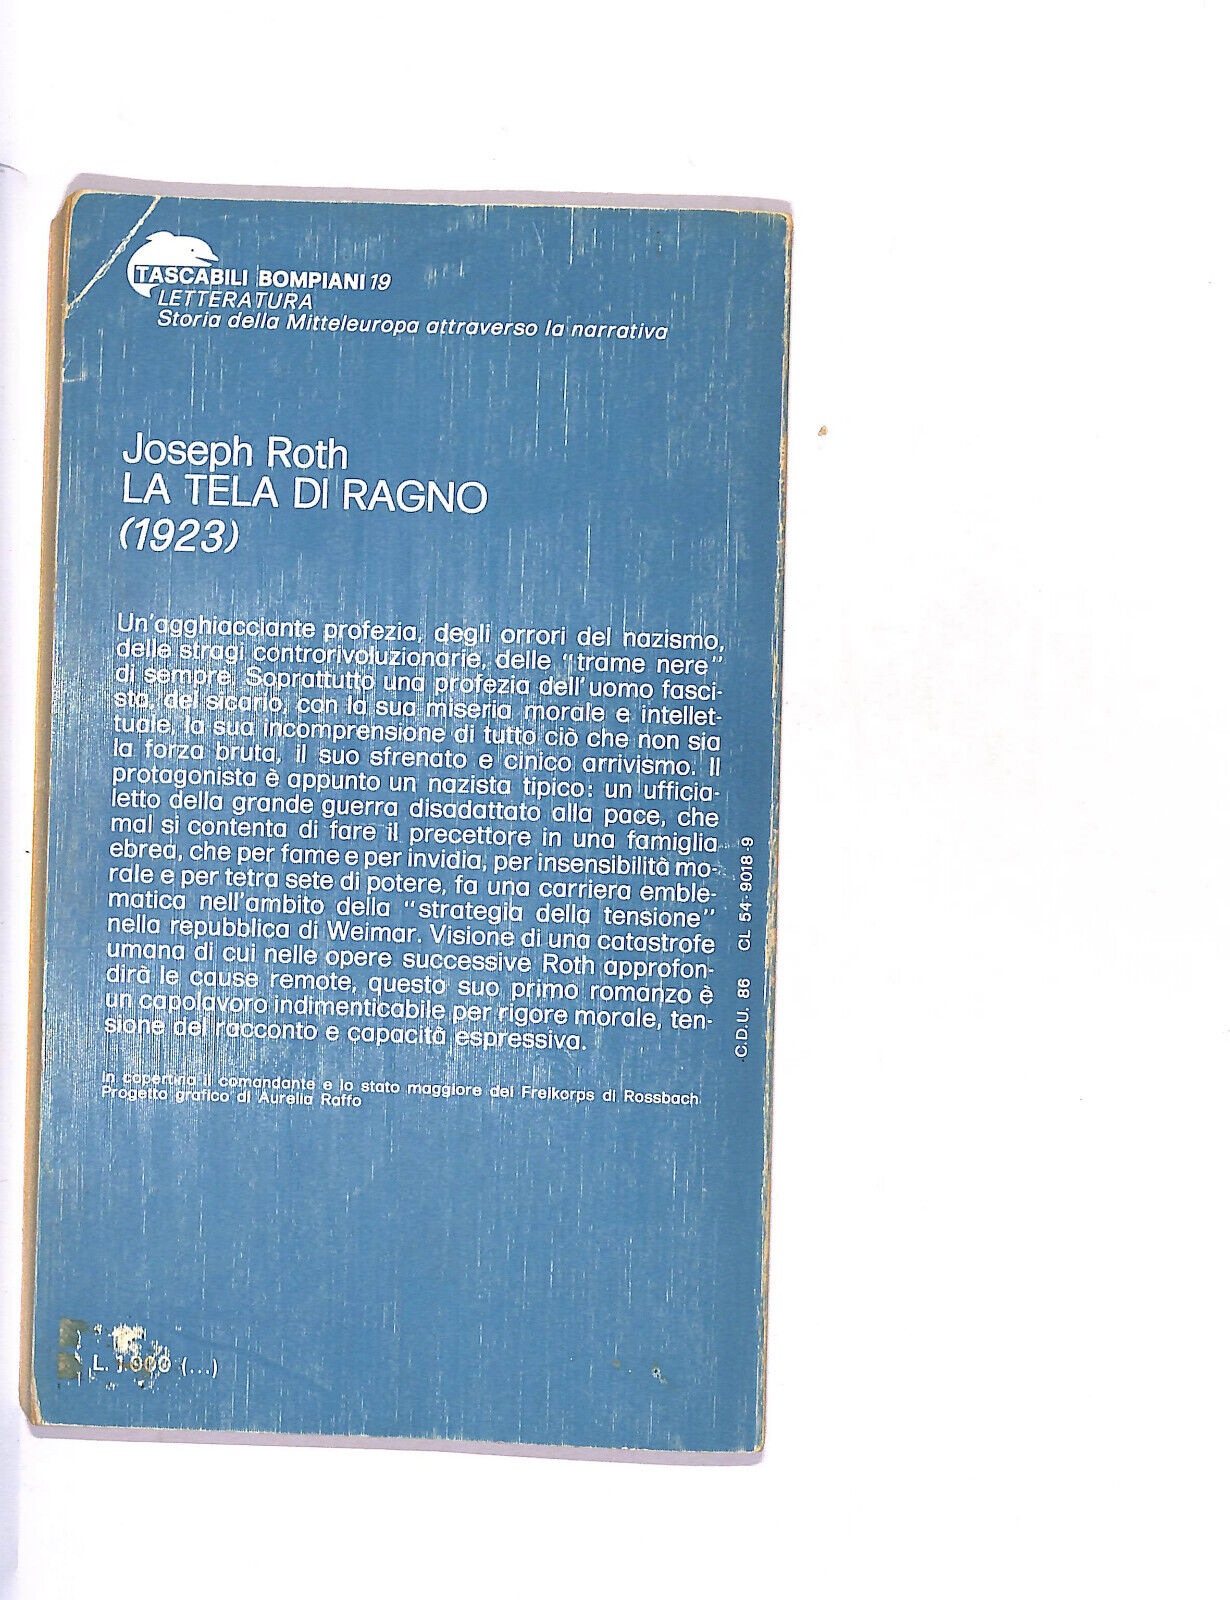 TASCABILI BOMPIANI 19
LETTERATURA
Storia della Mitteleuropa attraverso la narrativa
Joseph Roth
LA TELA DI RAGNO
(1923)
Un'agghiacciante profezia, degli orrori del nazismo,
delle stragi controrivoluzionarie, delle "trame nere"
di sempre. Soprattutto una profezia dell'uomo fasci-
sta, del sicario, con la sua miseria morale e intellet-
tuale, la sua incomprensione di tutto ciò che non sia
la forza bruta, il suo sfrenato e cinico arrivismo. Il
protagonista è appunto un nazista tipico: un ufficia-
letto della grande guerra disadattato alla pace, che
mal si contenta di fare il precettore in una famiglia
ebrea, che per fame e per invidia, per insensibilità mo-
rale e per tetra sete di potere, fa una carriera emble-
matica nell'ambito della "strategia della tensione"
nella repubblica di Weimar. Visione di una catastrofe
umana di cui nelle opere successive Roth approfon-
dirà le cause remote, questo suo primo romanzo è
un capolavoro indimenticabile per rigore morale, ten-
sione del racconto e capacità espressiva.
In copertina il comandante e lo stato maggiore dei Freikorps di Rossbach
Progetto grafico di Aurelia Raffo
C.D.U. 86 CL 54-9018-9
L. 1.000 (...)